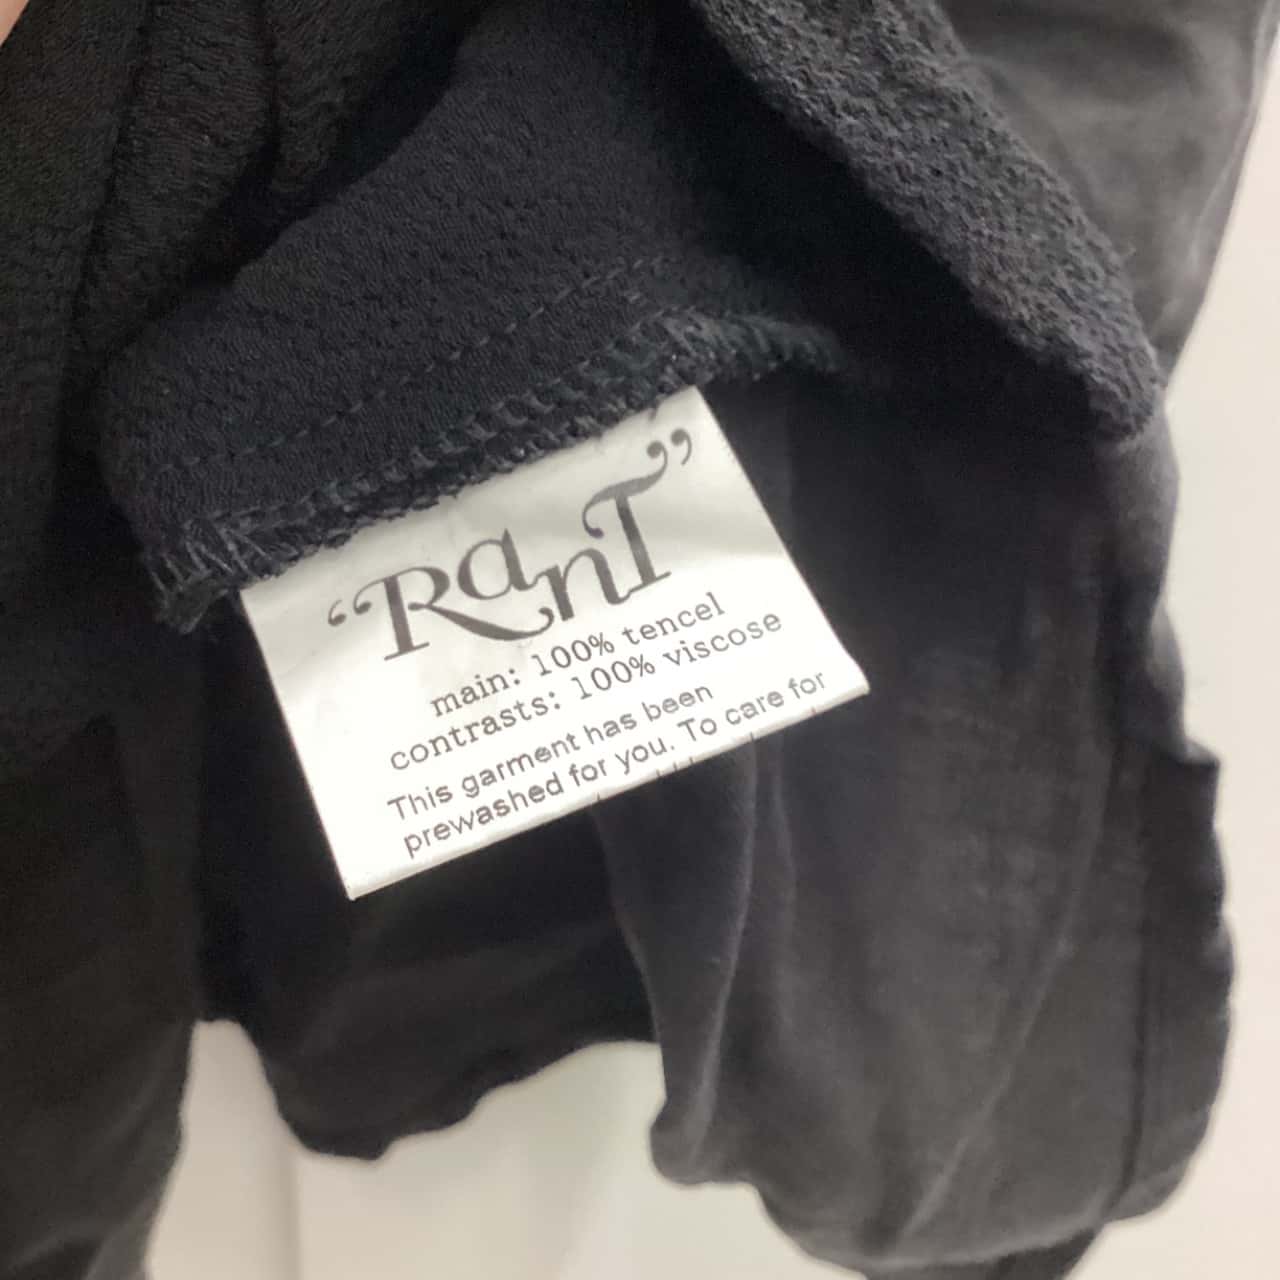 “RanT”
main: 100% tencel
contrasts: 100% viscose
This garment has been
prewashed for you. To care for